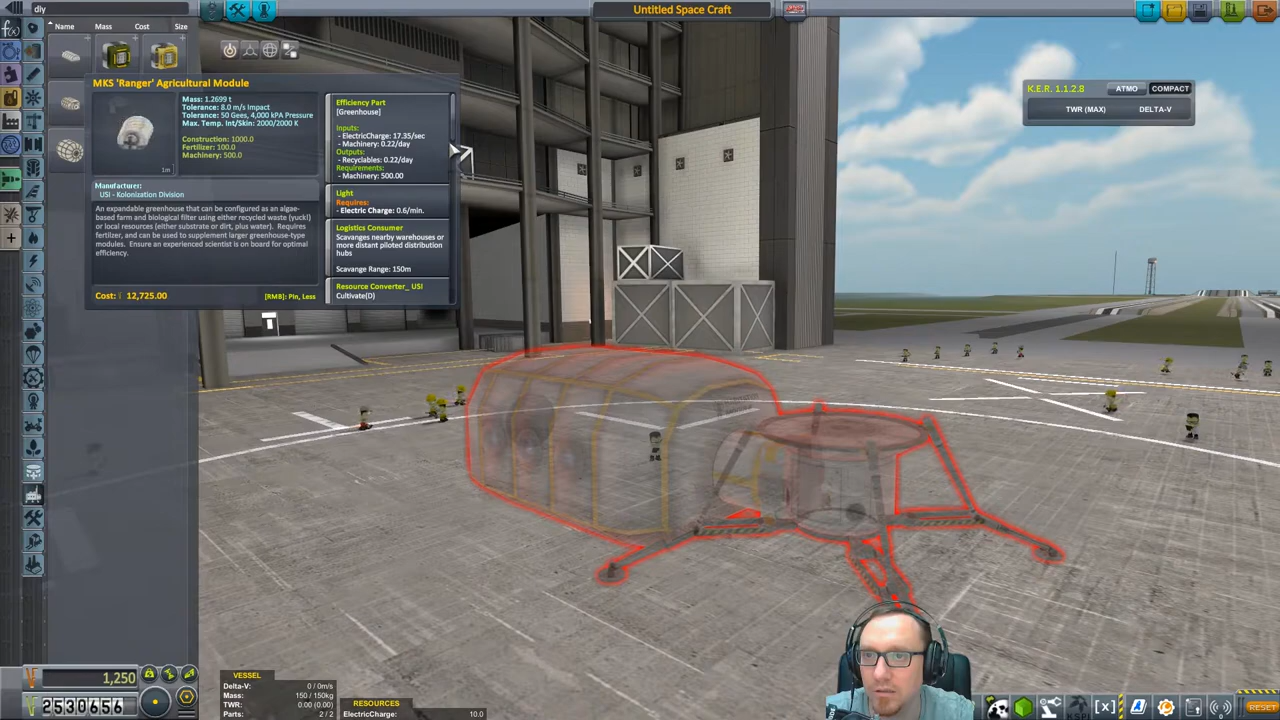 diy
Untitled Space Craft
Name Mass Cost Size
MKS 'Ranger' Agricultural Module
Mass: 1.2699 t
Tolerance: 8.0 m/s Impact
Tolerance: 50 Gees, 4,000 kPA Pressure
Max. Temp. Int/Skin: 2000/2000 K
Construction: 1000.0
Fertilizer: 100.0
Machinery: 500.0
1m
Manufacturer:
USI - Kolonization Division
An expandable greenhouse that can be configured as an algae-
based farm and biological filter using either recycled waste (yuck!)
or local resources (either substrate or dirt, plus water). Requires
fertilizer, and can be used to supplement larger greenhouse-type
modules. Ensure an experienced scientist is on board for optimal
efficiency.
Cost: 12,725.00
[RMB]: Pin, Less
Efficiency Part
[Greenhouse]
Inputs:
- ElectricCharge: 17.35/sec
- Machinery: 0.22/day
Outputs:
- Recyclables: 0.22/day
Requirements:
- Machinery: 500.00
Light
Requires:
- Electric Charge: 0.6/min.
Logistics Consumer
Scavanges nearby warehouses or
more distant piloted distribution
hubs
Scavange Range: 150m
Resource Converter_ USI
Cultivate(D)
K.E.R. 1.1.2.8 ATMO COMPACT
TWR (MAX) DELTA-V
1,250
2530656
VESSEL
Delta-V: 0 / 0m/s
Mass: 150 / 150kg
TWR: 0.00 (0.00)
Parts: 2 / 2
RESOURCES
ElectricCharge: 10.0
RESET